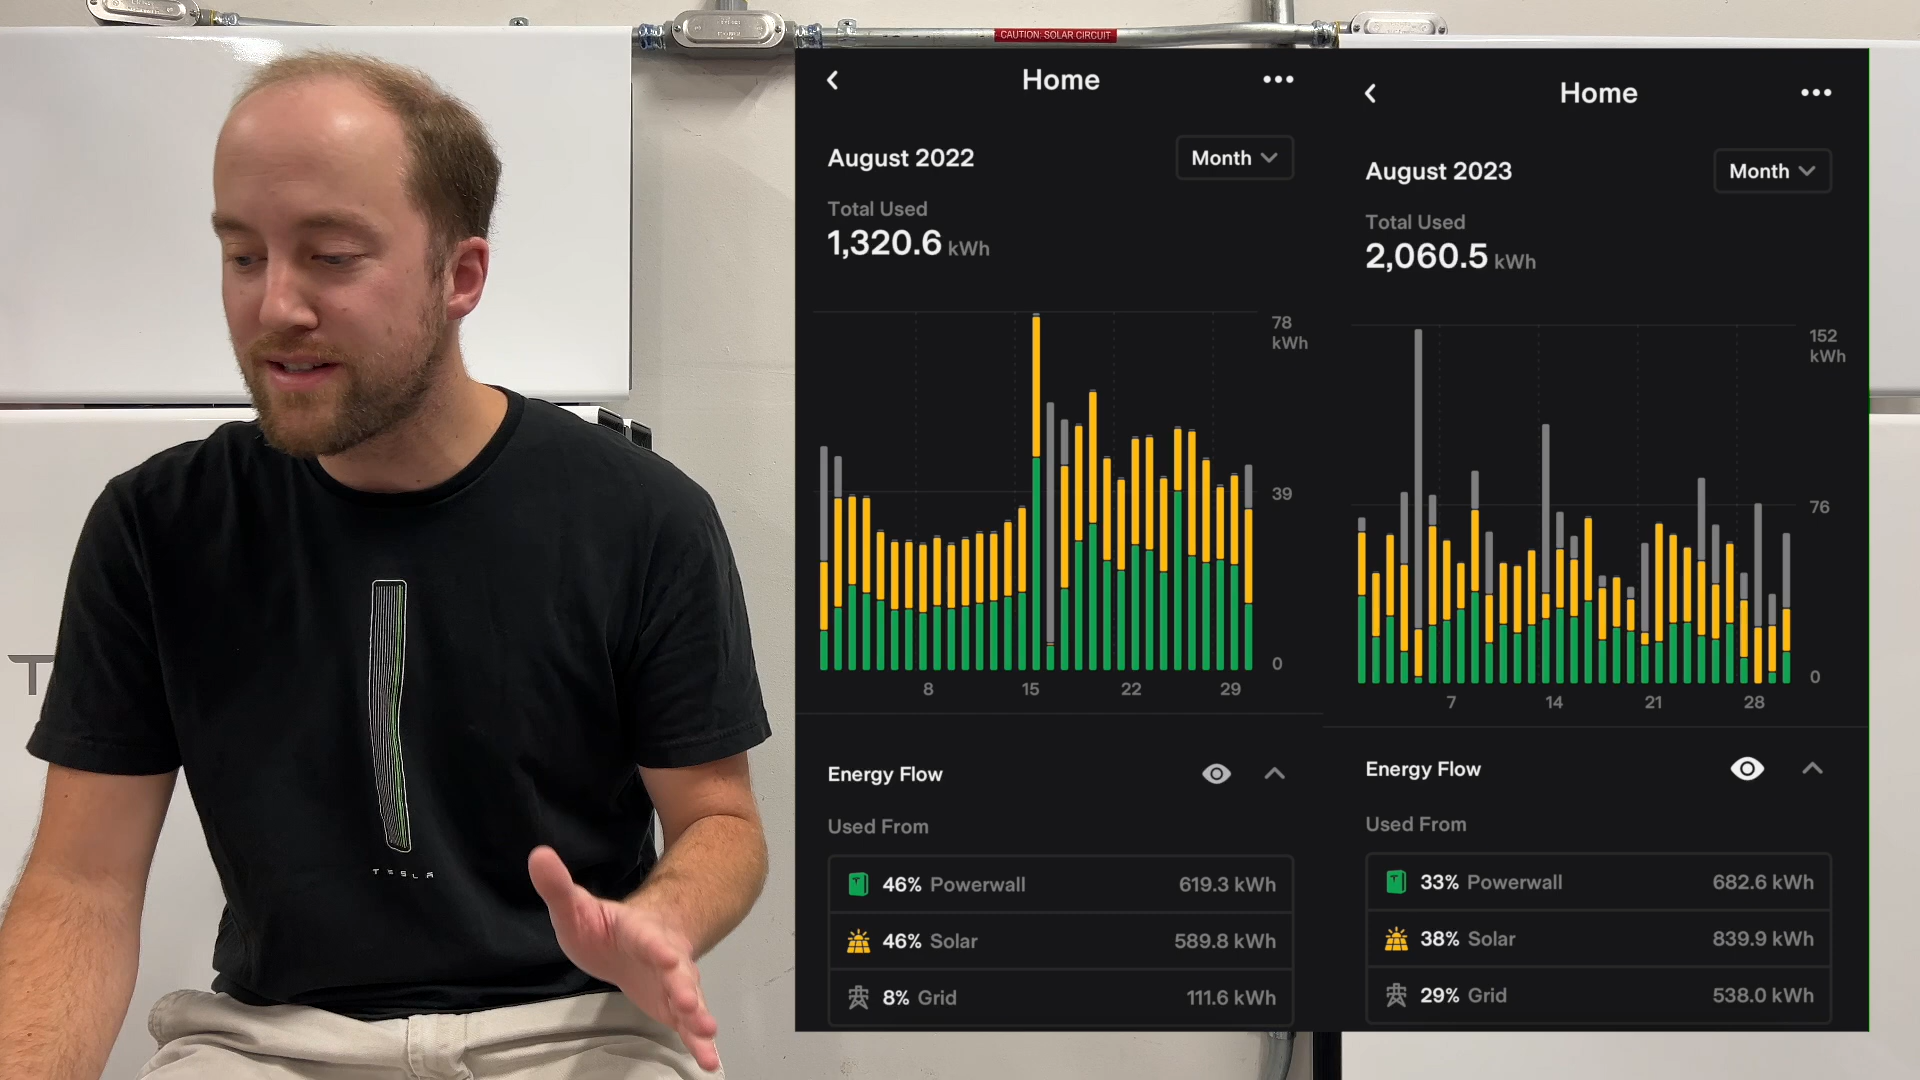 CAUTION: SOLAR CIRCUIT
Home
August 2022
Month
Total Used
1,320.6 kWh
78
kWh
39
0
8
15
22
29
Energy Flow
Used From
46% Powerwall
619.3 kWh
46% Solar
589.8 kWh
8% Grid
111.6 kWh
Home
August 2023
Month
Total Used
2,060.5 kWh
152
kWh
76
0
7
14
21
28
Energy Flow
Used From
33% Powerwall
682.6 kWh
38% Solar
839.9 kWh
29% Grid
538.0 kWh
T
TESLA